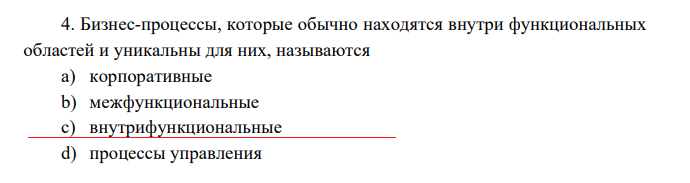 4. Бизнес-процессы, которые обычно находятся внутри функциональных
областей и уникальны для них, называются
a) корпоративные
b) межфункциональные
c) внутрифункциональные
d) процессы управления